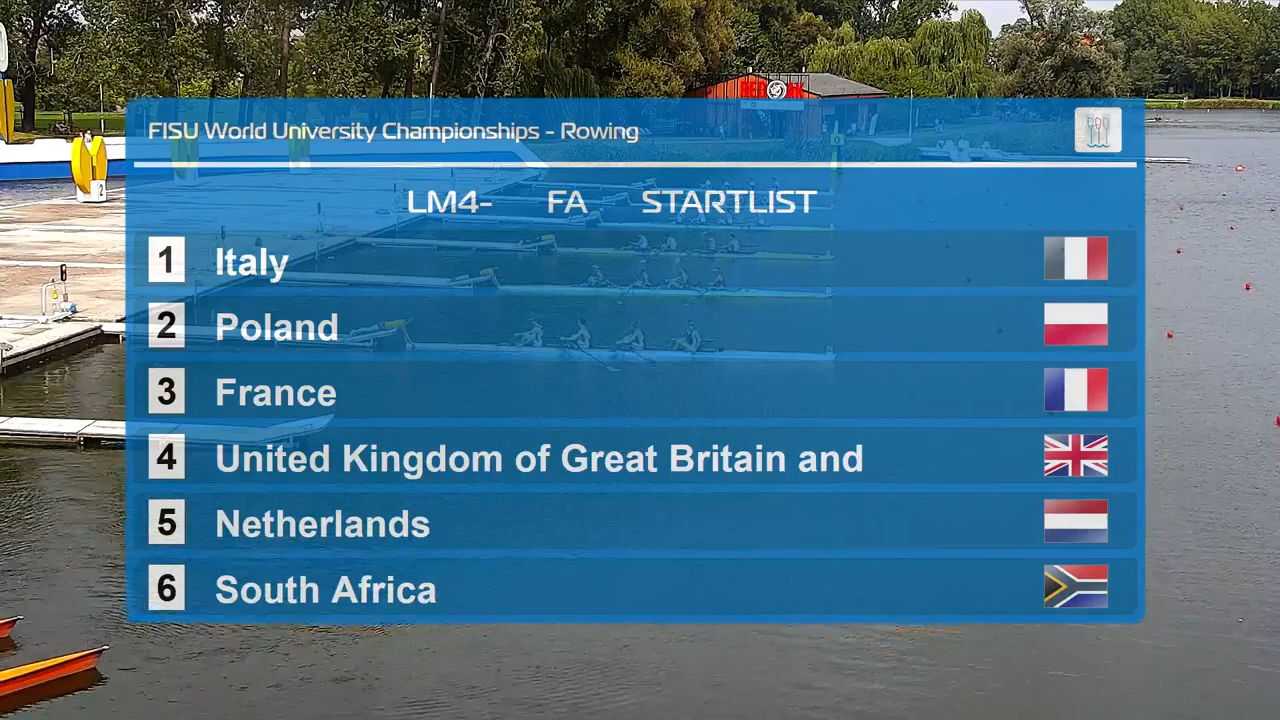 FISU World University Championships - Rowing
LM4- FA STARTLIST
1 Italy
2 Poland
3 France
4 United Kingdom of Great Britain and
5 Netherlands
6 South Africa
2